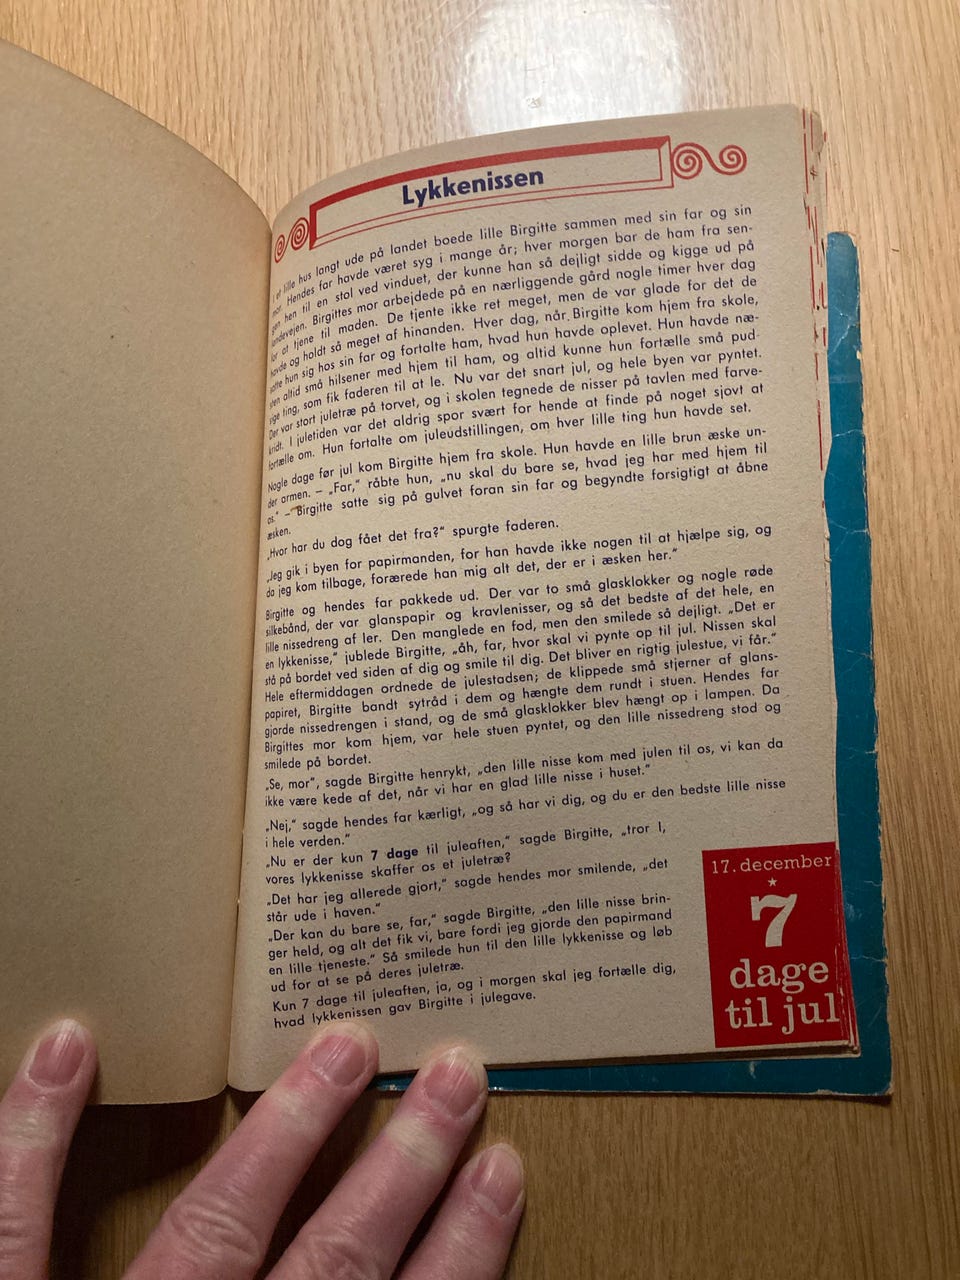 Lykkenissen
I et lille hus langt ude på landet boede lille Birgitte sammen med sin far og sin
mor. Hendes far havde været syg i mange år; hver morgen bar de ham fra sen-
gen hen til en stol ved vinduet, der kunne han så dejligt sidde og kigge ud på
landevejen. Birgittes mor arbejdede på en nærliggende gård nogle timer hver dag
for at tjene til maden. De tjente ikke ret meget, men de var glade for det de
havde og holdt så meget af hinanden. Hver dag, når Birgitte kom hjem fra skole,
satte hun sig hos sin far og fortalte ham, hvad hun havde oplevet. Hun havde næ-
sten altid små hilsener med hjem til ham, og altid kunne hun fortælle små pud-
sige ting, som fik faderen til at le. Nu var det snart jul, og hele byen var pyntet.
Der var stort juletræ på torvet, og i skolen tegnede de nisser på tavlen med farve-
kridt. I juletiden var det aldrig spor svært for hende at finde på noget sjovt at
fortælle om. Hun fortalte om juleudstillingen, om hver lille ting hun havde set.
Nogle dage før jul kom Birgitte hjem fra skole. Hun havde en lille brun æske un-
der armen. – „Far,“ råbte hun, „nu skal du bare se, hvad jeg har med hjem til
os.“ – Birgitte satte sig på gulvet foran sin far og begyndte forsigtigt at åbne
æsken.
„Hvor har du dog fået det fra?“ spurgte faderen.
„Jeg gik i byen for papirmanden, for han havde ikke nogen til at hjælpe sig, og
da jeg kom tilbage, forærede han mig alt det, der er i æsken her.“
Birgitte og hendes far pakkede ud. Der var to små glasklokker og nogle røde
silkebånd, der var glanspapir og kravlenisser, og så det bedste af det hele, en
lille nissedreng af ler. Den manglede en fod, men den smilede så dejligt. „Det er
en lykkenisse,“ jublede Birgitte, „åh, far, hvor skal vi pynte op til jul. Nissen skal
stå på bordet ved siden af dig og smile til dig. Det bliver en rigtig julestue, vi får.“
Hele eftermiddagen ordnede de julestadsen; de klippede små stjerner af glans-
papiret, Birgitte bandt sytråd i dem og hængte dem rundt i stuen. Hendes far
gjorde nissedrengen i stand, og de små glasklokker blev hængt op i lampen. Da
Birgittes mor kom hjem, var hele stuen pyntet, og den lille nissedreng stod og
smilede på bordet.
„Se, mor“, sagde Birgitte henrykt, „den lille nisse kom med julen til os, vi kan da
ikke være kede af det, når vi har en glad lille nisse i huset.“
„Nej,“ sagde hendes far kærligt, „og så har vi dig, og du er den bedste lille nisse
i hele verden.“
„Nu er der kun 7 dage til juleaften,“ sagde Birgitte, „tror I,
vores lykkenisse skaffer os et juletræ?
„Det har jeg allerede gjort,“ sagde hendes mor smilende, „det
står ude i haven.“
„Der kan du bare se, far,“ sagde Birgitte, „den lille nisse brin-
ger held, og alt det fik vi, bare fordi jeg gjorde den papirmand
en lille tjeneste.“ Så smilede hun til den lille lykkenisse og løb
ud for at se på deres juletræ.
Kun 7 dage til juleaften, ja, og i morgen skal jeg fortælle dig,
hvad lykkenissen gav Birgitte i julegave.
17. december
7
dage
til jul